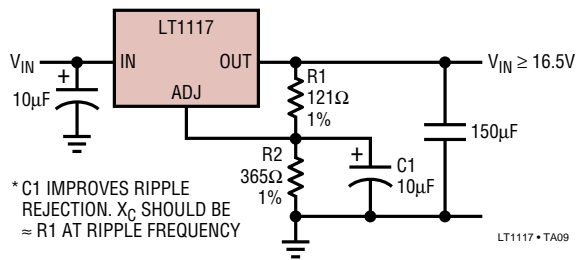 LT1117
V_IN
IN
OUT
V_IN ≥ 16.5V
+
10µF
ADJ
R1
121Ω
1%
150µF
R2
365Ω
1%
+
C1
10µF
* C1 IMPROVES RIPPLE
REJECTION. X_C SHOULD BE
≈ R1 AT RIPPLE FREQUENCY
LT1117 • TA09